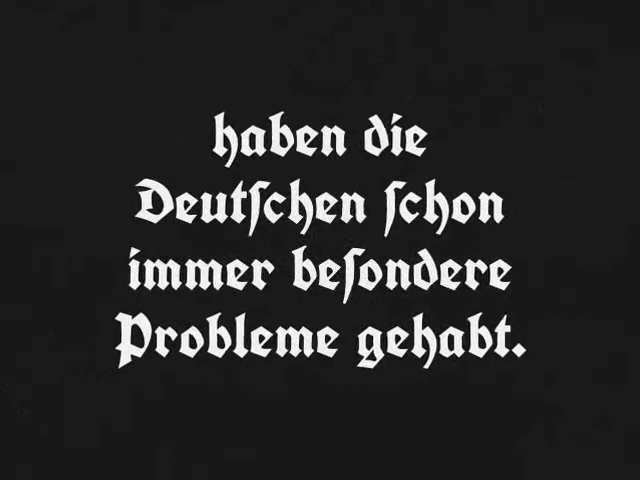 haben die
Deutſchen ſchon
immer beſondere
Probleme gehabt.